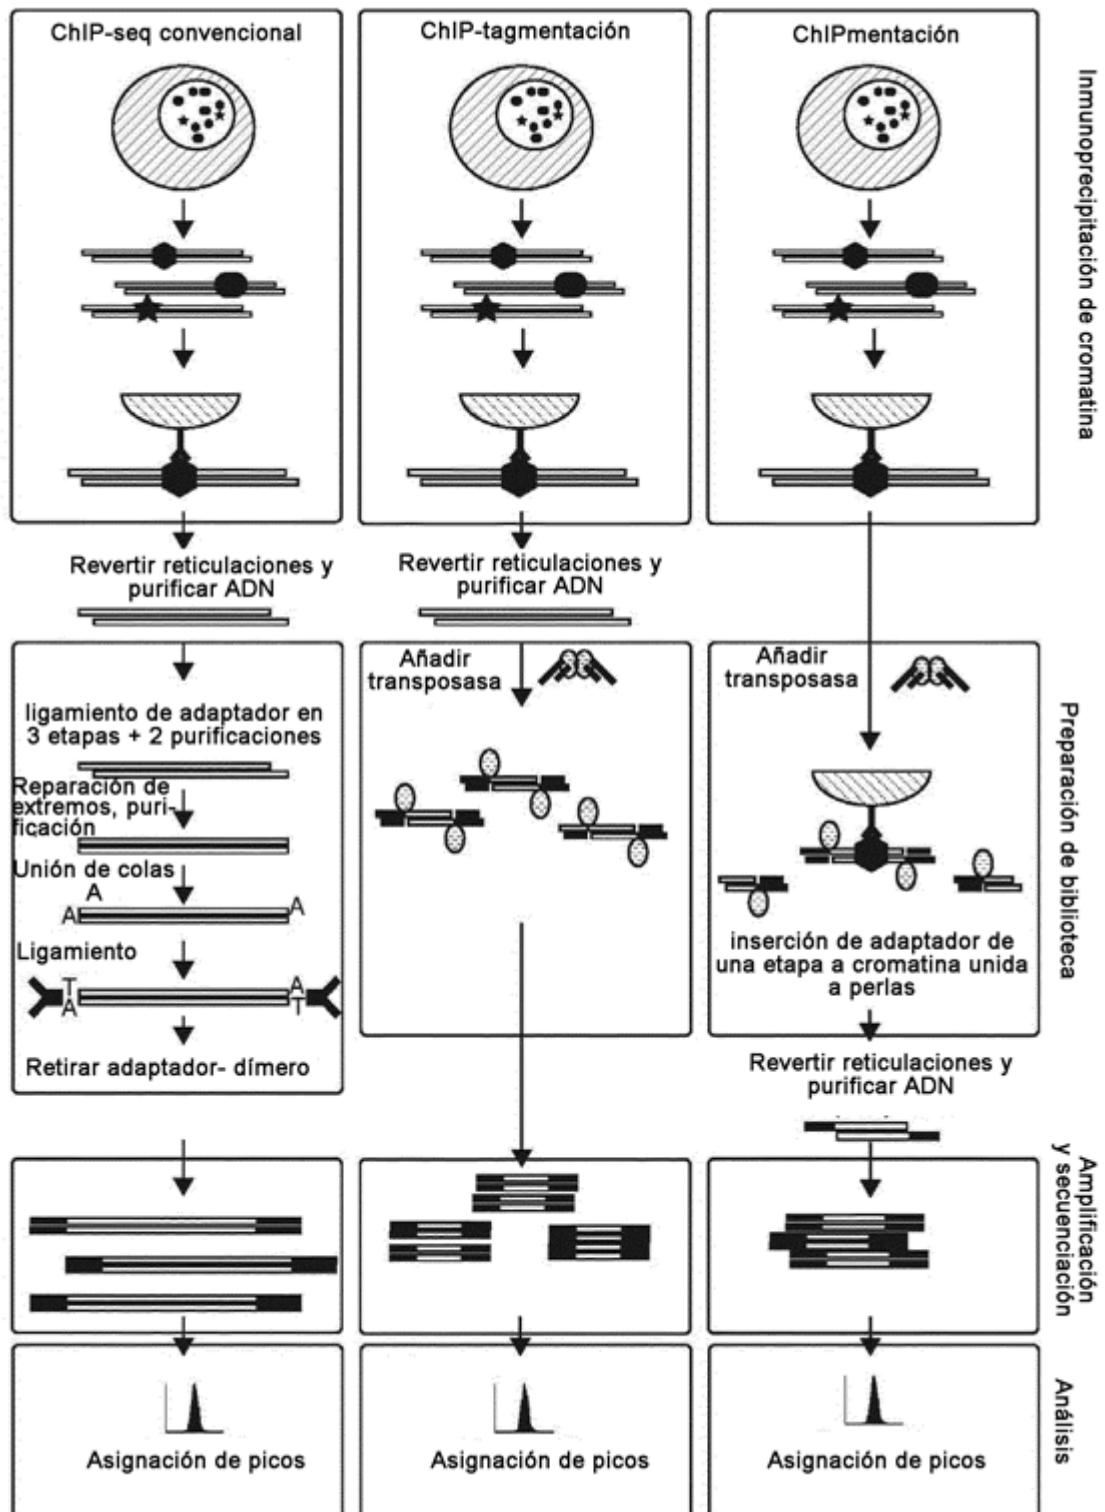 ChIP-seq convencional
ChIP-tagmentación
ChIPmentación
Inmunoprecipitación de cromatina
Revertir reticulaciones y
purificar ADN
Revertir reticulaciones y
purificar ADN
ligamiento de adaptador en
3 etapas + 2 purificaciones
Reparación de
extremos, puri-
ficación
Unión de colas
A
A
A
Ligamiento
T
A
A
T
Retirar adaptador- dímero
Añadir
transposasa
Añadir
transposasa
inserción de adaptador de
una etapa a cromatina unida
a perlas
Preparación de biblioteca
Revertir reticulaciones y
purificar ADN
Amplificación
y secuenciación
Asignación de picos
Asignación de picos
Asignación de picos
Análisis